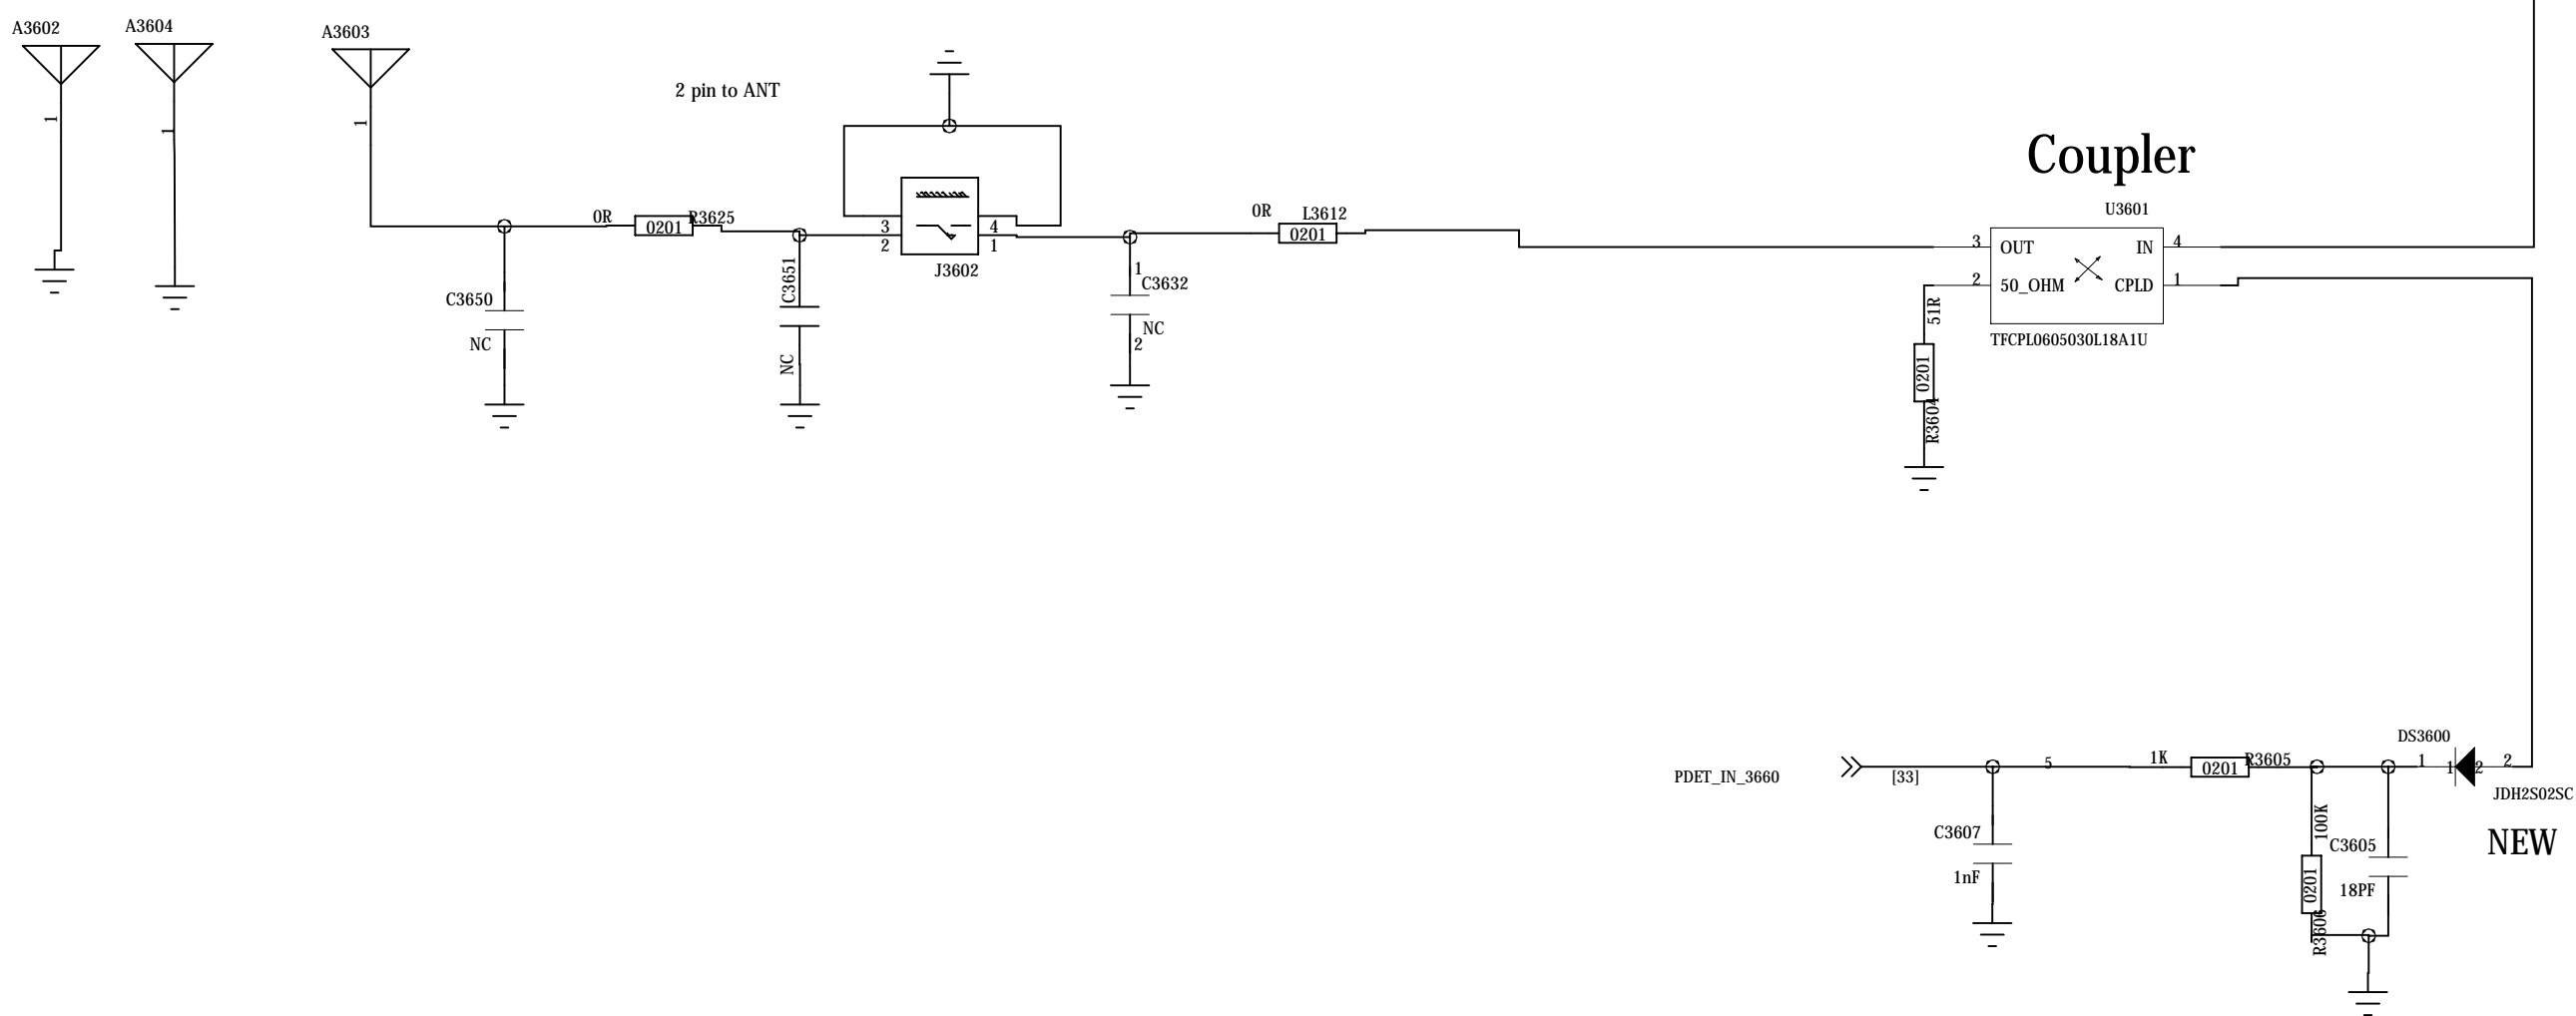 A3602
A3604
A3603
1
1
1
2 pin to ANT
0R
0201
R3625
3
2
4
1
J3602
C3650
NC
C3651
NC
1
C3632
NC
2
0R
L3612
0201
Coupler
U3601
3
OUT
IN
4
2
50_OHM
CPLD
1
TFCPL0605030L18A1U
51R
0201
R3604
DS3600
PDET_IN_3660
[33]
5
1K
0201
R3605
1
1
2
2
JDH2S02SC
NEW
C3607
1nF
100K
0201
R3606
C3605
18PF